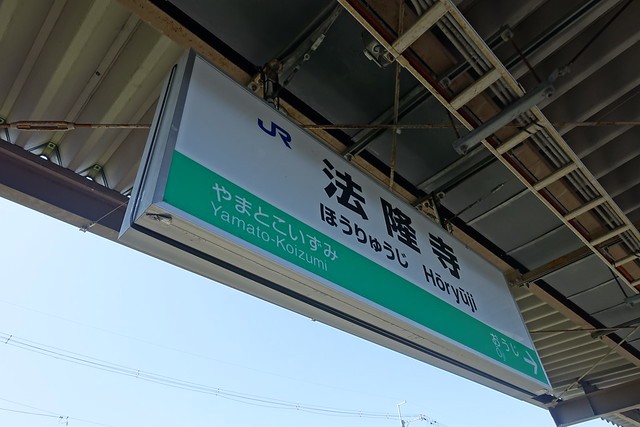 JR
法隆寺
ほうりゅうじ Hōryūji
やまとこいずみ
Yamato-Koizumi
おうじ
Ōji